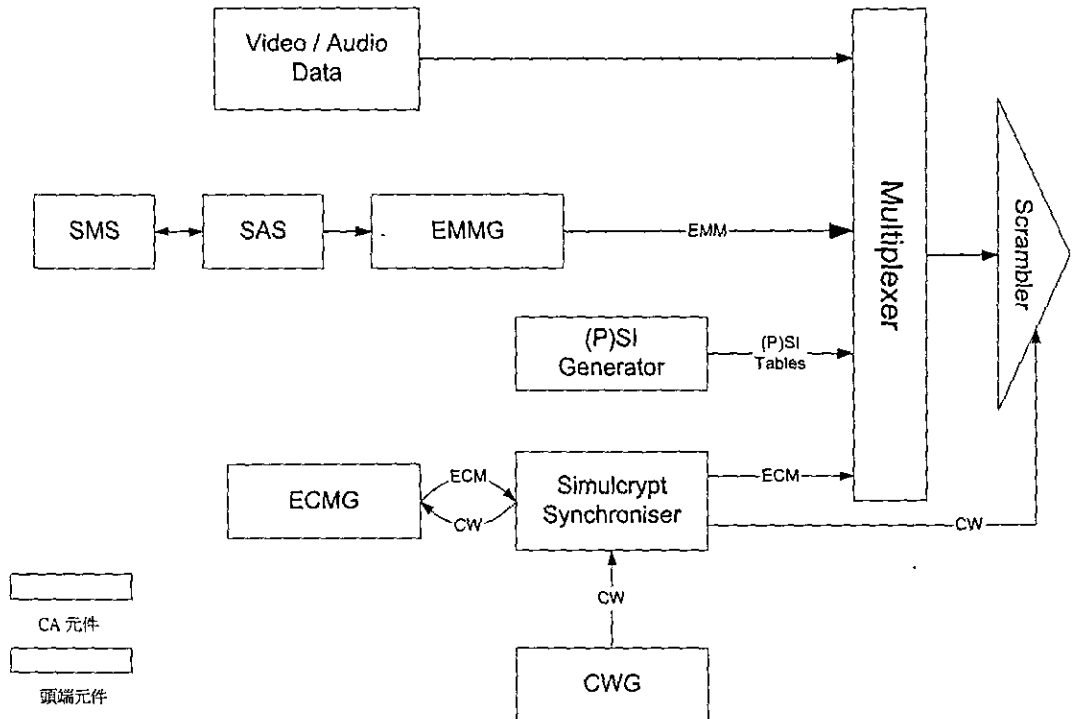 Video / Audio
Data
SMS
SAS
EMMG
EMM
Multiplexer
Scrambler
(P)SI
Generator
(P)SI
Tables
ECMG
ECM
CW
Simulcrypt
Synchroniser
ECM
CW
CW
CWG
CA 元件
頭端元件